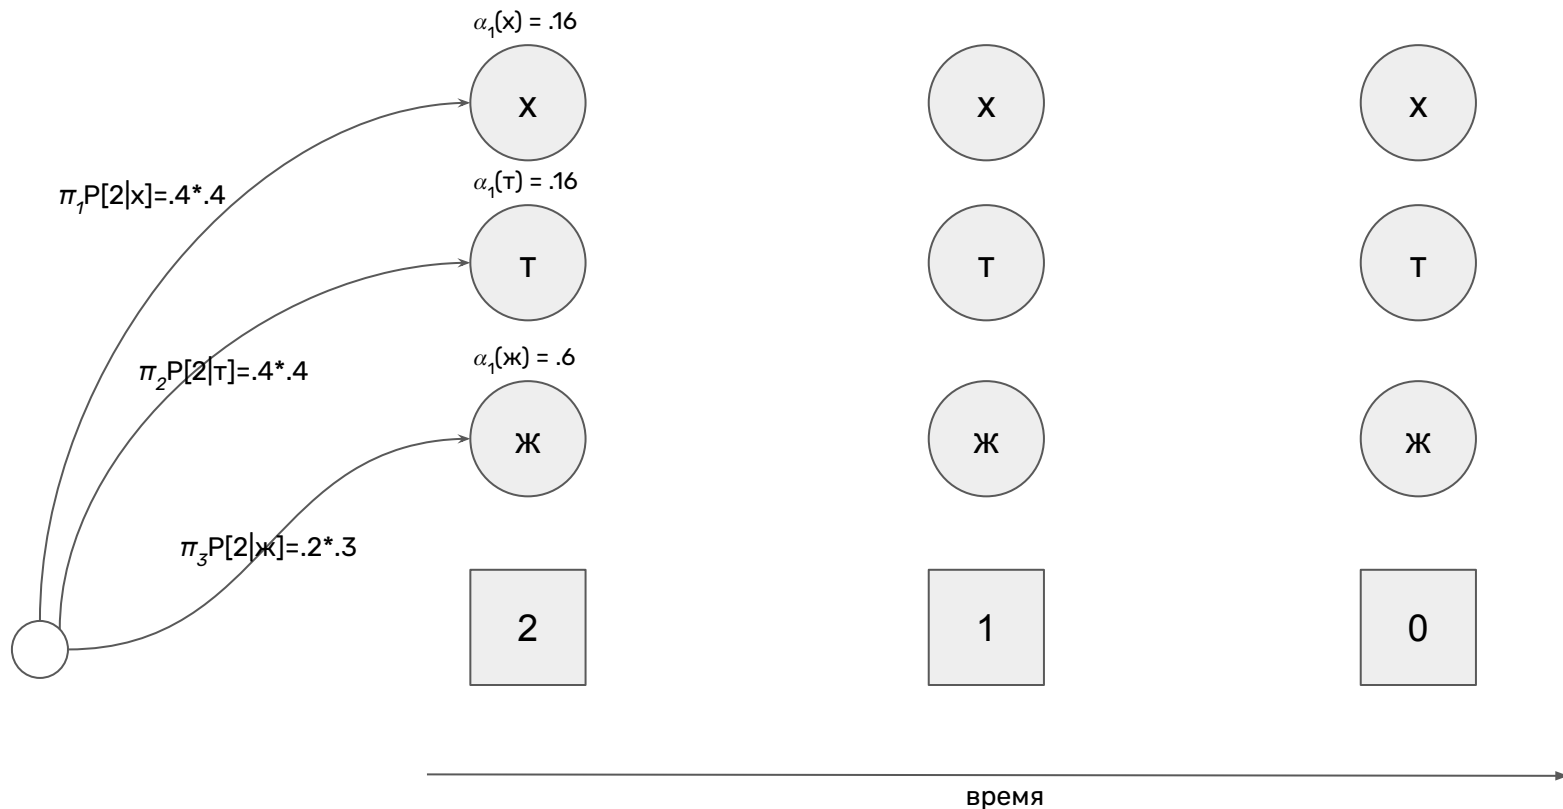 α₁(х) = .16
х
х
х
π₁P[2|х]=.4*.4
α₁(т) = .16
т
т
т
π₂P[2|т]=.4*.4
α₁(ж) = .6
ж
ж
ж
π₃P[2|ж]=.2*.3
2
1
0
время